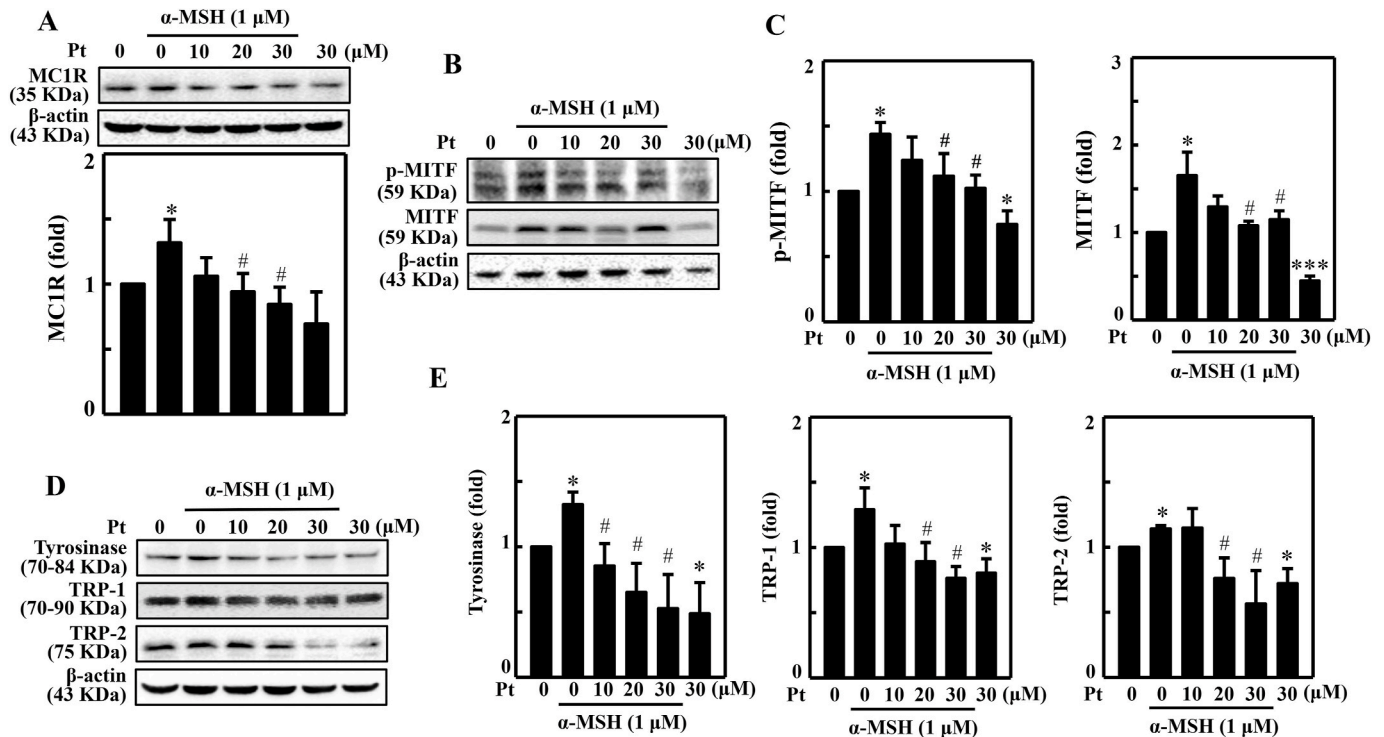 A
α-MSH (1 μM)
Pt 0 0 10 20 30 30 (μM)
MC1R
(35 KDa)
β-actin
(43 KDa)
MC1R (fold)
2
1
0
*
#
#
B
α-MSH (1 μM)
Pt 0 0 10 20 30 30 (μM)
p-MITF
(59 KDa)
MITF
(59 KDa)
β-actin
(43 KDa)
C
p-MITF (fold)
2
1
0
*
#
#
*
Pt 0 0 10 20 30 30 (μM)
α-MSH (1 μM)
MITF (fold)
3
2
1
0
*
#
#
***
Pt 0 0 10 20 30 30 (μM)
α-MSH (1 μM)
D
α-MSH (1 μM)
Pt 0 0 10 20 30 30 (μM)
Tyrosinase
(70-84 KDa)
TRP-1
(70-90 KDa)
TRP-2
(75 KDa)
β-actin
(43 KDa)
E
Tyrosinase (fold)
2
1
0
*
#
#
#
*
Pt 0 0 10 20 30 30 (μM)
α-MSH (1 μM)
TRP-1 (fold)
2
1
0
*
#
#
*
Pt 0 0 10 20 30 30 (μM)
α-MSH (1 μM)
TRP-2 (fold)
2
1
0
*
#
#
*
Pt 0 0 10 20 30 30 (μM)
α-MSH (1 μM)